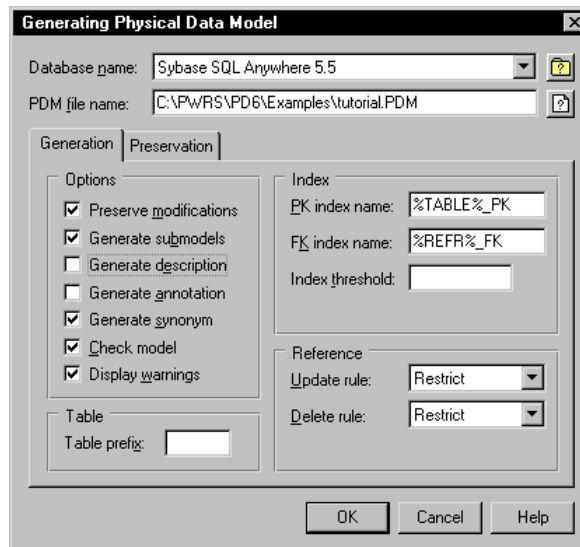 Generating Physical Data Model
Database name: Sybase SQL Anywhere 5.5
PDM file name: C:\PWRS\PD6\Examples\tutorial.PDM
Generation Preservation
Options
Preserve modifications
Generate submodels
Generate description
Generate annotation
Generate synonym
Check model
Display warnings
Table
Table prefix:
Index
PK index name: %TABLE%_PK
FK index name: %REFR%_FK
Index threshold:
Reference
Update rule: Restrict
Delete rule: Restrict
OK Cancel Help